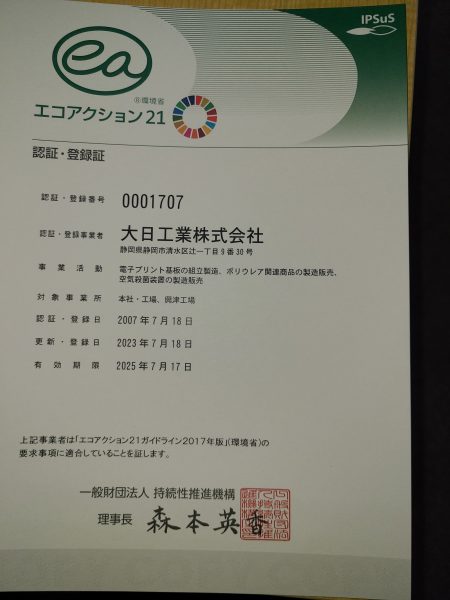 IPSuS
ea
®環境省
エコアクション21
認証・登録証
認証・登録番号 0001707
認証・登録事業者 大日工業株式会社
静岡県静岡市清水区辻一丁目9番30号
事業活動 電子プリント基板の組立製造、ポリウレア関連商品の製造販売、
空気殺菌装置の製造販売
対象事業所 本社・工場、興津工場
認証・登録日 2007年7月18日
更新・登録日 2023年7月18日
有効期限 2025年7月17日
上記事業者は「エコアクション21ガイドライン2017年版」(環境省)の
要求事項に適合していることを証します。
一般財団法人 持続性推進機構
理事長 森本英香